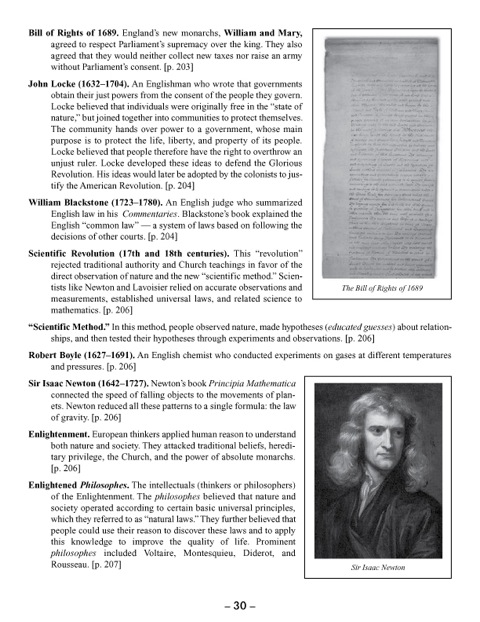 Bill of Rights of 1689. England's new monarchs, William and Mary,
agreed to respect Parliament's supremacy over the king. They also
agreed that they would neither collect new taxes nor raise an army
without Parliament's consent. [p. 203]
John Locke (1632–1704). An Englishman who wrote that governments
obtain their just powers from the consent of the people they govern.
Locke believed that individuals were originally free in the "state of
nature," but joined together into communities to protect themselves.
The community hands over power to a government, whose main
purpose is to protect the life, liberty, and property of its people.
Locke believed that people therefore have the right to overthrow an
unjust ruler. Locke developed these ideas to defend the Glorious
Revolution. His ideas would later be adopted by the colonists to jus-
tify the American Revolution. [p. 204]
William Blackstone (1723–1780). An English judge who summarized
English law in his Commentaries. Blackstone's book explained the
English "common law" — a system of laws based on following the
decisions of other courts. [p. 204]
Scientific Revolution (17th and 18th centuries). This "revolution"
rejected traditional authority and Church teachings in favor of the
direct observation of nature and the new "scientific method." Scien-
tists like Newton and Lavoisier relied on accurate observations and
measurements, established universal laws, and related science to
mathematics. [p. 206]
The Bill of Rights of 1689
"Scientific Method." In this method, people observed nature, made hypotheses (educated guesses) about relation-
ships, and then tested their hypotheses through experiments and observations. [p. 206]
Robert Boyle (1627–1691). An English chemist who conducted experiments on gases at different temperatures
and pressures. [p. 206]
Sir Isaac Newton (1642–1727). Newton's book Principia Mathematica
connected the speed of falling objects to the movements of plan-
ets. Newton reduced all these patterns to a single formula: the law
of gravity. [p. 206]
Enlightenment. European thinkers applied human reason to understand
both nature and society. They attacked traditional beliefs, heredi-
tary privilege, the Church, and the power of absolute monarchs.
[p. 206]
Enlightened Philosophes. The intellectuals (thinkers or philosophers)
of the Enlightenment. The philosophes believed that nature and
society operated according to certain basic universal principles,
which they referred to as "natural laws." They further believed that
people could use their reason to discover these laws and to apply
this knowledge to improve the quality of life. Prominent
philosophes included Voltaire, Montesquieu, Diderot, and
Rousseau. [p. 207]
Sir Isaac Newton
– 30 –